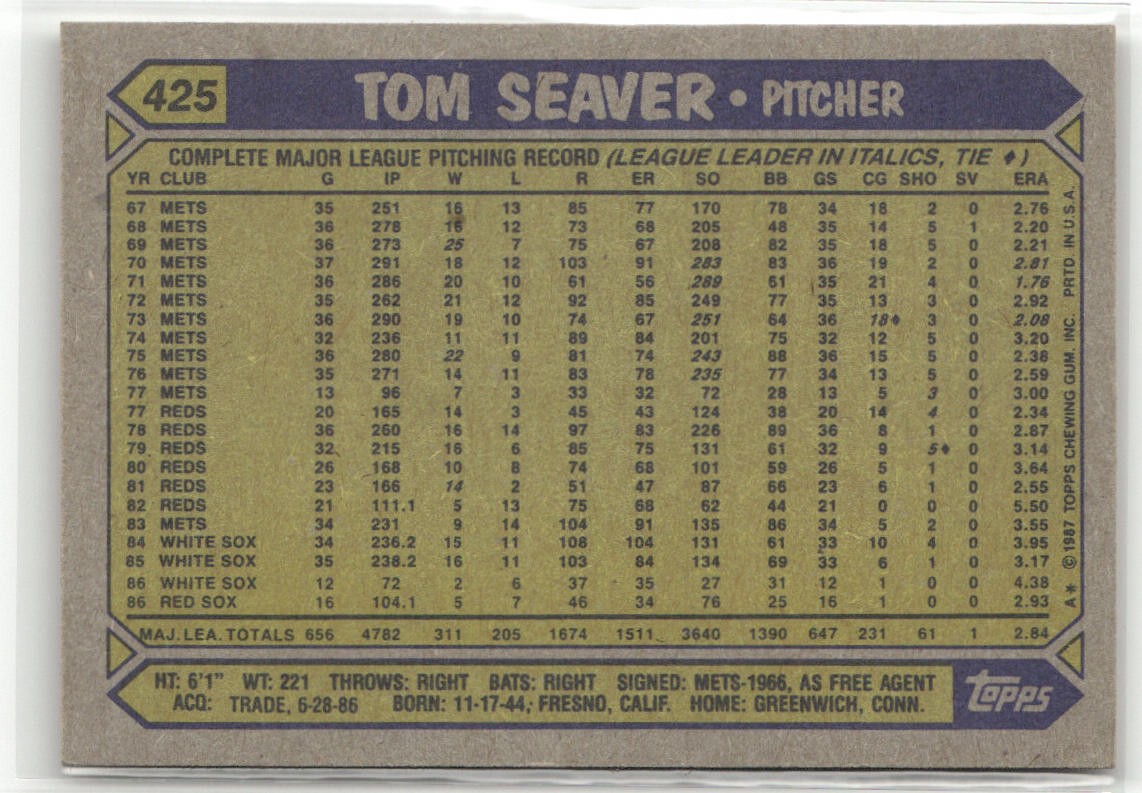 425 TOM SEAVER • PITCHER
COMPLETE MAJOR LEAGUE PITCHING RECORD (LEAGUE LEADER IN ITALICS, TIE ♦)
YR CLUB G IP W L R ER SO BB GS CG SHO SV ERA
67 METS 35 251 16 13 85 77 170 78 34 18 2 0 2.76
68 METS 36 278 16 12 73 68 205 48 35 14 5 1 2.20
69 METS 36 273 25 7 75 67 208 82 35 18 5 0 2.21
70 METS 37 291 18 12 103 91 283 83 36 19 2 0 2.81
71 METS 36 286 20 10 61 56 289 61 35 21 4 0 1.76
72 METS 35 262 21 12 92 85 249 77 35 13 3 0 2.92
73 METS 36 290 19 10 74 67 251 64 36 18♦ 3 0 2.08
74 METS 32 236 11 11 89 84 201 75 32 12 5 0 3.20
75 METS 36 280 22 9 81 74 243 88 36 15 5 0 2.38
76 METS 35 271 14 11 83 78 235 77 34 13 5 0 2.59
77 METS 13 96 7 3 33 32 72 28 13 5 3 0 3.00
77 REDS 20 165 14 3 45 43 124 38 20 14 4 0 2.34
78 REDS 36 260 16 14 97 83 226 89 36 8 1 0 2.87
79 REDS 32 215 16 6 85 75 131 61 32 9 5♦ 0 3.14
80 REDS 26 168 10 8 74 68 101 59 26 5 1 0 3.64
81 REDS 23 166 14 2 51 47 87 66 23 6 1 0 2.55
82 REDS 21 111.1 5 13 75 68 62 44 21 0 0 0 5.50
83 METS 34 231 9 14 104 91 135 86 34 5 2 0 3.55
84 WHITE SOX 34 236.2 15 11 108 104 131 61 33 10 4 0 3.95
85 WHITE SOX 35 238.2 16 11 103 84 134 69 33 6 1 0 3.17
86 WHITE SOX 12 72 2 6 37 35 27 31 12 1 0 0 4.38
86 RED SOX 16 104.1 5 7 46 34 76 25 16 1 0 0 2.93
MAJ. LEA. TOTALS 656 4782 311 205 1674 1511 3640 1390 647 231 61 1 2.84
HT: 6'1" WT: 221 THROWS: RIGHT BATS: RIGHT SIGNED: METS-1966, AS FREE AGENT
ACQ: TRADE, 6-28-86 BORN: 11-17-44, FRESNO, CALIF. HOME: GREENWICH, CONN.
topps
A* ©1987 TOPPS CHEWING GUM, INC. PRTD. IN U.S.A.